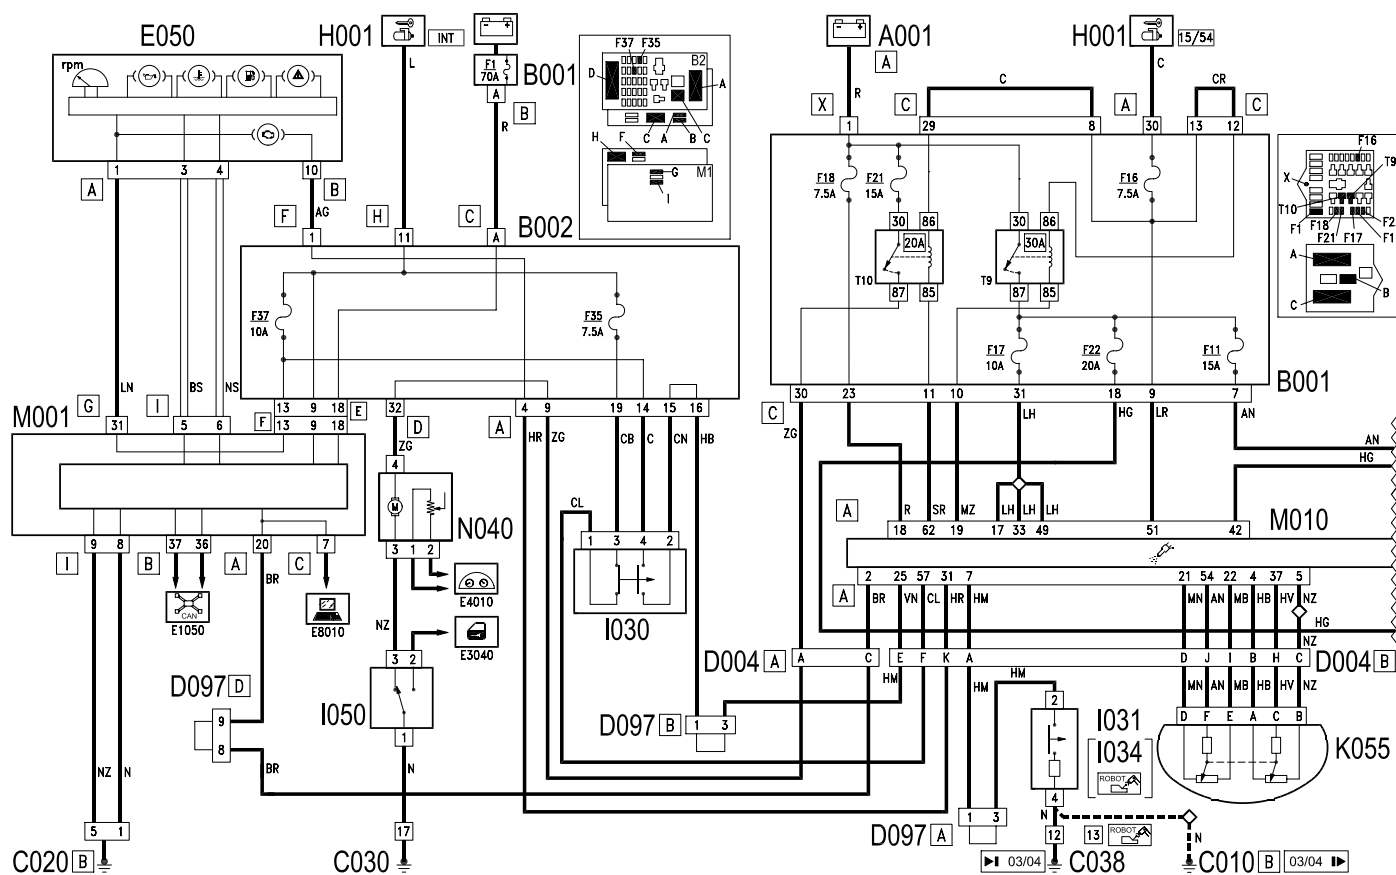 E050
H001
INT
A001
A
H001
15/54
rpm
F1
70A
B001
A
B
L
R
F37 F35
B2
D
A
C A B C
H F
M1
G
I
R
C
C
CR
X
C
A
C
1
29
8
30
13 12
1 3 4 10
A
B
AG
F
H
C
B002
1
11
A
F18
7.5A
F21
15A
F16
7.5A
30 86
20A
T10
87 85
30 86
30A
T9
87 85
F16
T9
X
T10
F1
F18
F21 F17
F1
F2
A
B
C
F37
10A
F35
7.5A
F17
10A
F22
20A
F11
15A
B001
LN
BS
NS
G
I
M001
31
5 6
13 9 18
E
F
13 9 18
32
D
4 9
A
19 14 15 16
C
30 23 11 10 31 18 9 7
ZG
HR
ZG
CB
C
CN
HB
ZG
LH
HG
LR
AN
AN
HG
4
M
N040
3 1 2
CL
1 3 4 2
I030
A
R
SR
MZ
LH
LH
LH
M010
18 62 19 17 33 49 51 42
9 8 37 36 20 7
I
B
A
C
BR
CAN
E1050
E8010
E4010
E3040
NZ
3 2
I050
1
A
2 25 57 31 7
21 54 22 4 37 5
BR
VN
CL
HR
HM
MN
AN
MB
HB
HV
NZ
HG
NZ
D004
A
A
C
E F K A
D J I B H C
D004
B
HM
HM
HM
MN
AN
MB
HB
HV
NZ
D097
D
9
8
BR
D097
B
1 3
2
I031
I034
ROBOT
4
D F E A C B
K055
NZ
N
N
5 1
17
C020
B
C030
D097
A
1 3
N
12
13
ROBOT
N
03/04
C038
C010
B
03/04